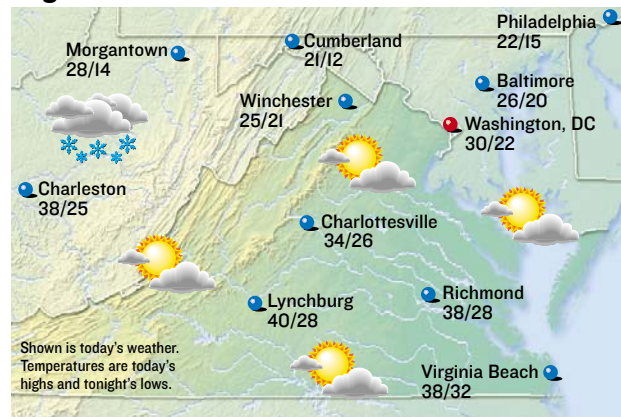 Philadelphia
22/15
Morgantown
28/14
Cumberland
21/12
Baltimore
26/20
Winchester
25/21
Washington, DC
30/22
Charleston
38/25
Charlottesville
34/26
Lynchburg
40/28
Richmond
38/28
Shown is today's weather.
Temperatures are today's
highs and tonight's lows.
Virginia Beach
38/32